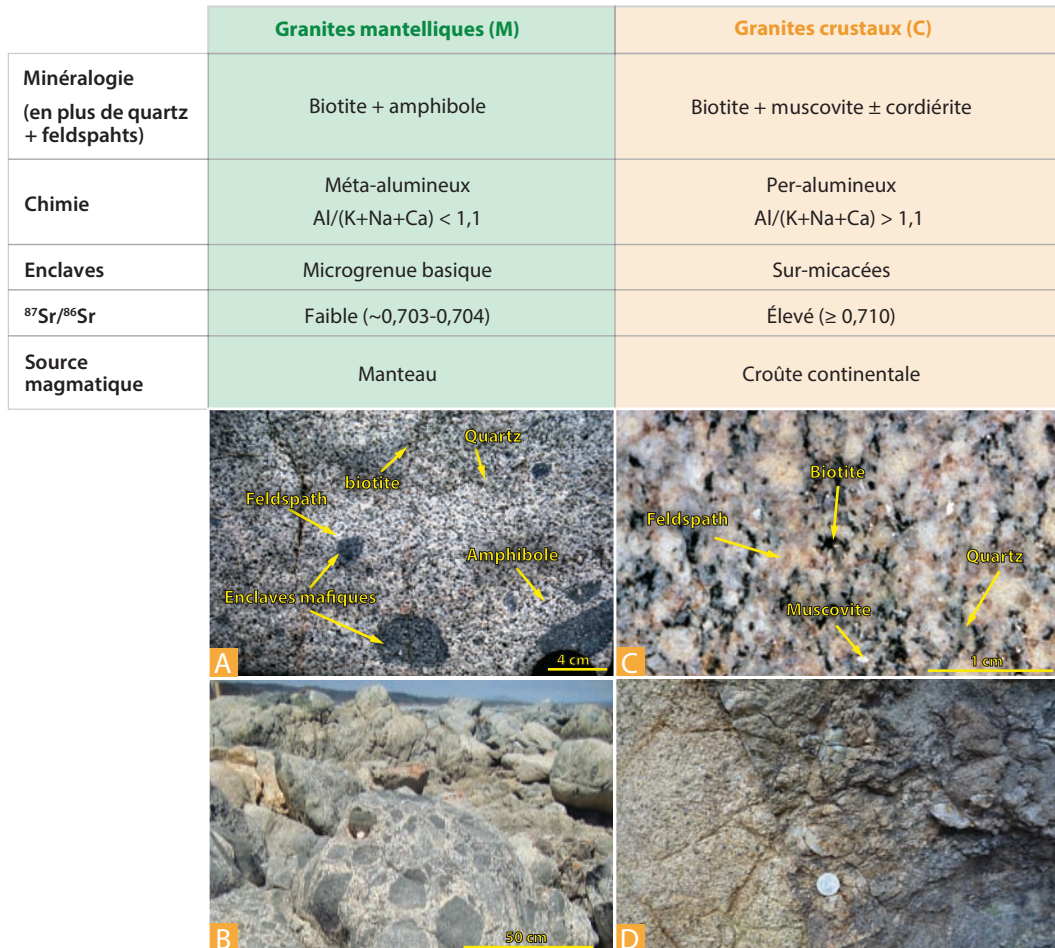 Granites mantelliques (M)
Granites crustaux (C)
Minéralogie
(en plus de quartz
+ feldspahts)
Biotite + amphibole
Biotite + muscovite ± cordiérite
Chimie
Méta-alumineux
Al/(K+Na+Ca) < 1,1
Per-alumineux
Al/(K+Na+Ca) > 1,1
Enclaves
Microgrenue basique
Sur-micacées
⁸⁷Sr/⁸⁶Sr
Faible (~0,703-0,704)
Élevé (≥ 0,710)
Source
magmatique
Manteau
Croûte continentale
Quartz
biotite
Feldspath
Amphibole
Enclaves mafiques
A
4 cm
Biotite
Feldspath
Quartz
Muscovite
C
1 cm
B
50 cm
D